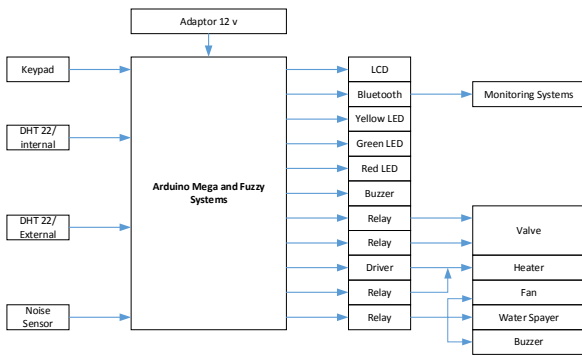 Adaptor 12 v
Keypad
DHT 22/
internal
DHT 22/
External
Noise
Sensor
Arduino Mega and Fuzzy
Systems
LCD
Bluetooth
Yellow LED
Green LED
Red LED
Buzzer
Relay
Relay
Driver
Relay
Relay
Monitoring Systems
Valve
Heater
Fan
Water Spayer
Buzzer